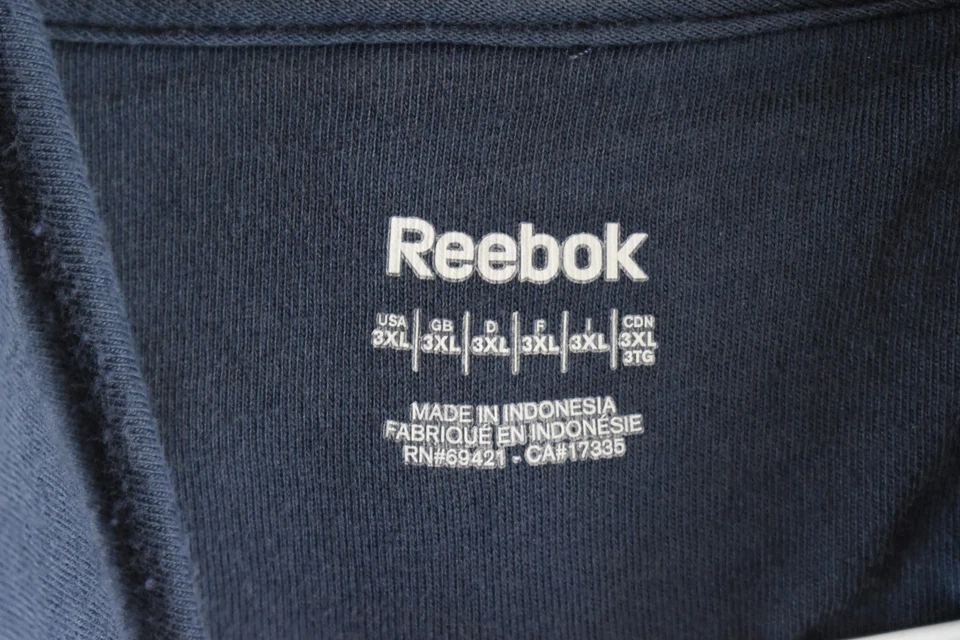 Reebok
USA GB D F I CDN
3XL 3XL 3XL 3XL 3XL 3XL
3TG
MADE IN INDONESIA
FABRIQUÉ EN INDONÉSIE
RN#69421 - CA#17335